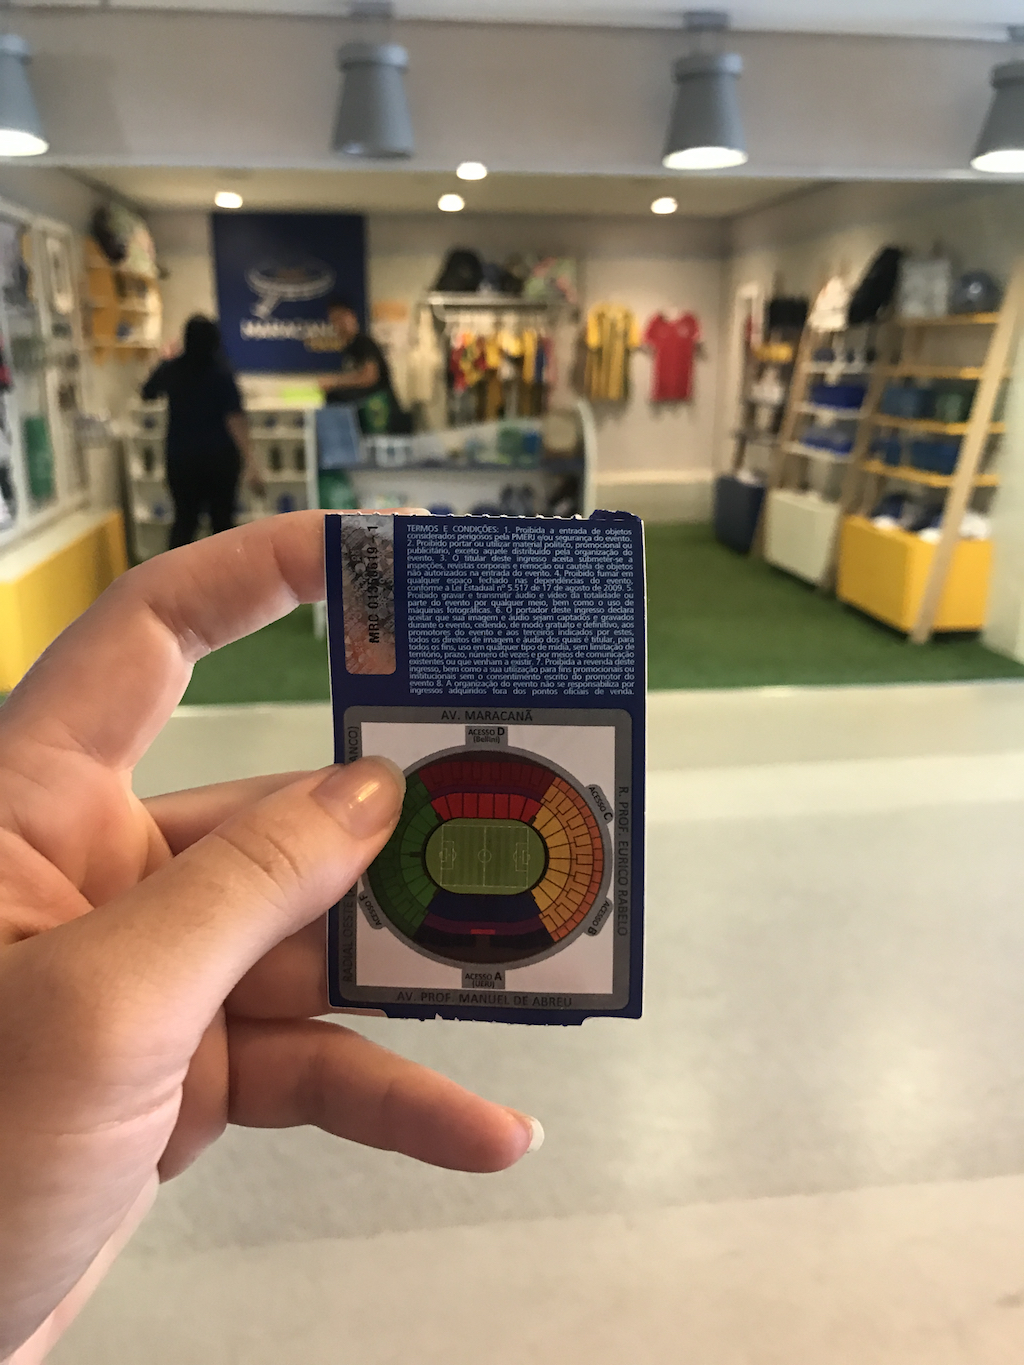 MARACANÃ
TERMOS E CONDIÇÕES: 1. Proibida a entrada de objetos
considerados perigosos pela PMERJ e/ou segurança do evento.
2. Proibido portar ou utilizar material político, promocional ou
publicitário, exceto aquele distribuído pela organização do
evento. 3. O titular deste ingresso aceita submeter-se a
inspeções, revistas corporais e remoção ou cautela de objetos
não autorizados na entrada do evento. 4. Proibido fumar em
qualquer espaço fechado nas dependências do evento,
conforme a Lei Estadual nº 5.517 de 17 de agosto de 2009. 5.
Proibido gravar e transmitir áudio e vídeo da totalidade ou
parte do evento por qualquer meio, bem como o uso de
máquinas fotográficas. 6. O portador deste ingresso declara
aceitar que sua imagem e áudio sejam captados e gravados
durante o evento, cedendo, de modo gratuito e definitivo, aos
promotores do evento e aos terceiros indicados por estes,
todos os direitos de imagem e áudio dos quais é titular, para
todos os fins, uso em qualquer tipo de mídia, sem limitação de
território, prazo, número de vezes e por meios de comunicação
existentes ou que venham a existir. 7. Proibida a revenda deste
ingresso, bem como a sua utilização para fins promocionais ou
institucionais sem o consentimento escrito do promotor do
evento 8. A organização do evento não se responsabiliza por
ingressos adquiridos fora dos pontos oficiais de venda.
AV. MARACANÃ
ACESSO D
(Bellini)
ACESSO C
R. PROF. EURICO RABELO
ACESSO B
ACESSO F
RADIAL OESTE
ACESSO A
(UERJ)
AV. PROF. MANUEL DE ABREU